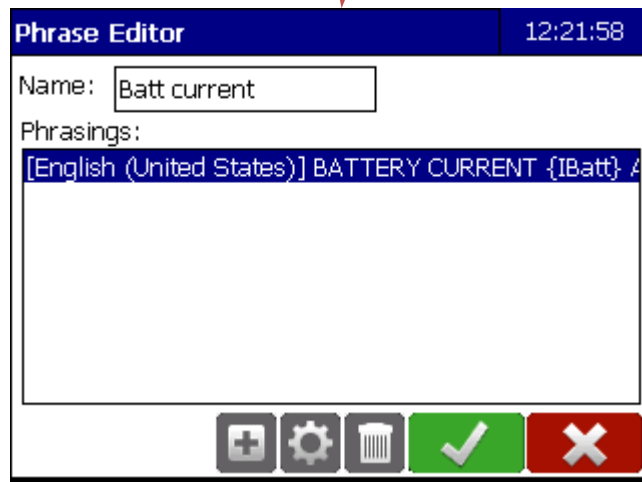 Phrase Editor 12:21:58
Name: Batt current
Phrasings:
[English (United States)] BATTERY CURRENT {IBatt}